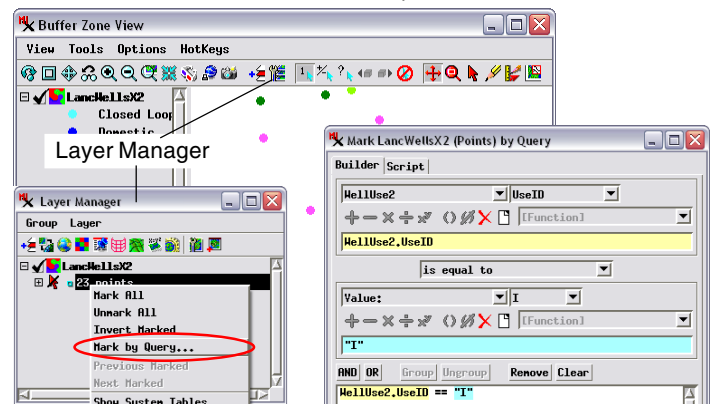 Buffer Zone View
View Tools Options HotKeys
LancWellsX2
Closed Loop
Domestic
Layer Manager
Layer Manager
Group Layer
LancWellsX2
23 points
Mark All
Unmark All
Invert Marked
Mark by Query...
Previous Marked
Next Marked
Show System Tables
Mark LancWellsX2 (Points) by Query
Builder Script
WellUse2 UseID
[Function]
WellUse2.UseID
is equal to
Value: I
[Function]
"I"
AND OR Group Ungroup Remove Clear
WellUse2.UseID == "I"